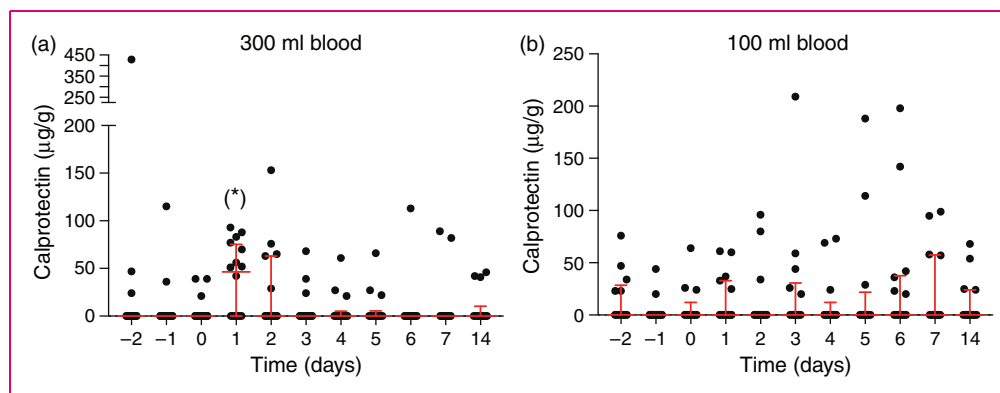 (a) 300 ml blood
Calprotectin (µg/g)
450
350
250
200
150
100
50
0
(*)
−2 −1 0 1 2 3 4 5 6 7 14
Time (days)
(b) 100 ml blood
Calprotectin (µg/g)
250
200
150
100
50
0
−2 −1 0 1 2 3 4 5 6 7 14
Time (days)